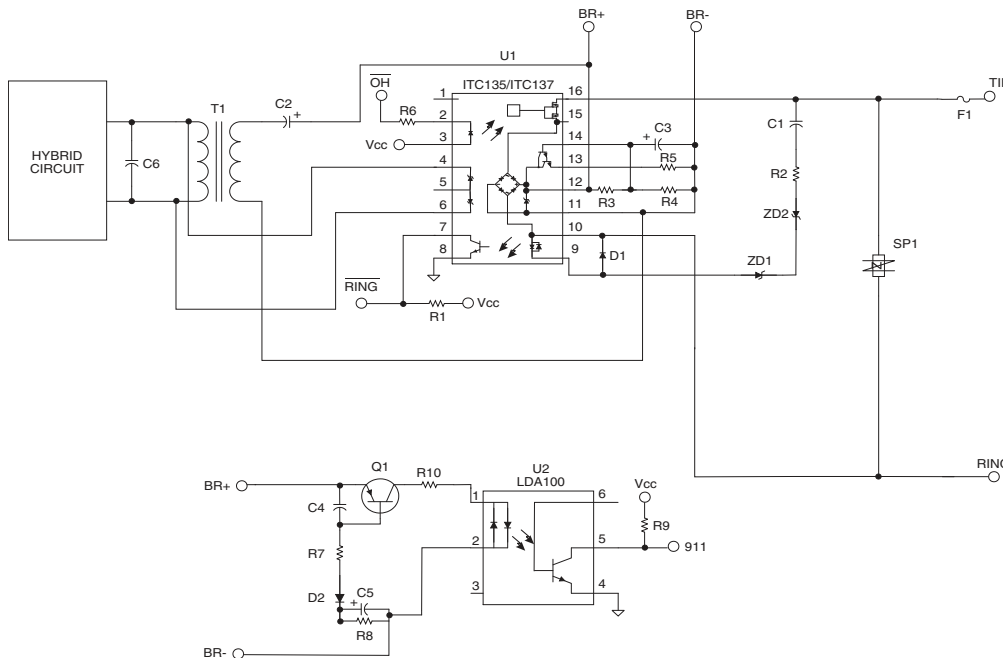 BR+
BR-
U1
ITC135/ITC137
OH
T1
C2
R6
Vcc
HYBRID
CIRCUIT
C6
1
2
3
4
5
6
7
8
16
15
14
13
12
11
10
9
C3
+
+
R5
R3
R4
D1
C1
R2
ZD2
ZD1
SP1
F1
TI
RING
R1
Vcc
RING
Q1
R10
U2
LDA100
BR+
C4
R7
D2
C5
+
R8
BR-
1
2
3
6
5
4
Vcc
R9
911